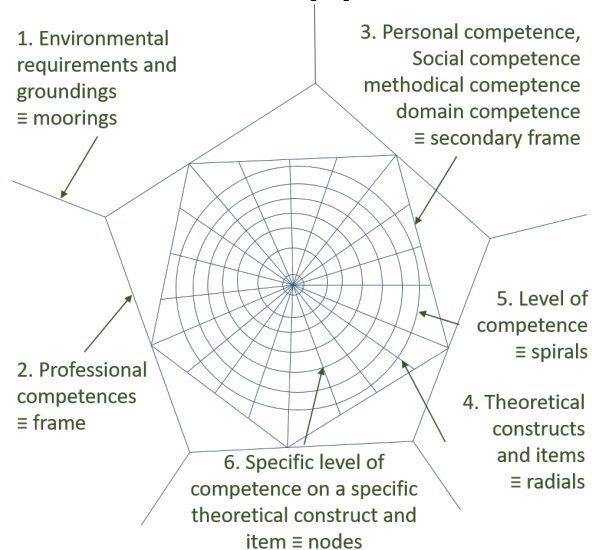 1. Environmental
requirements and
groundings
≡ moorings
3. Personal competence,
Social competence
methodical comeptence
domain competence
≡ secondary frame
5. Level of
competence
≡ spirals
2. Professional
competences
≡ frame
4. Theoretical
constructs
and items
≡ radials
6. Specific level of
competence on a specific
theoretical construct and
item ≡ nodes